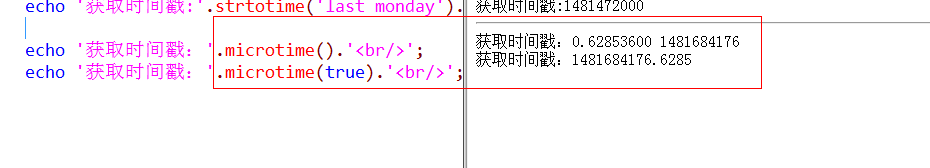 echo '获取时间戳:'.strtotime('last monday').
echo '获取时间戳: '.microtime().'<br/>';
echo '获取时间戳: '.microtime(true).'<br/>';
获取时间戳:1481472000
获取时间戳: 0.62853600 1481684176
获取时间戳: 1481684176.6285